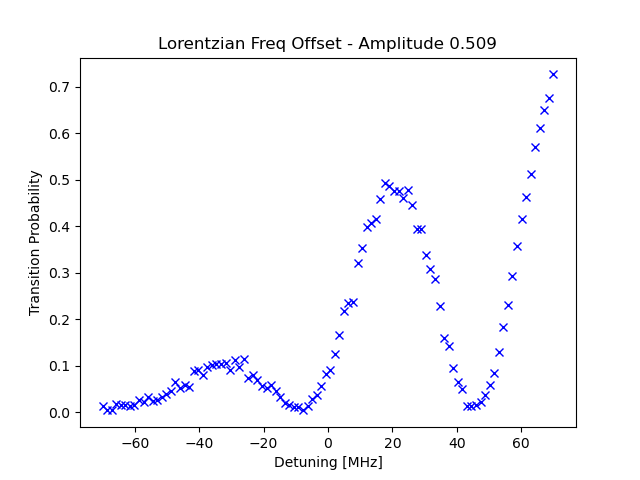 Lorentzian Freq Offset - Amplitude 0.509
Transition Probability
0.7
0.6
0.5
0.4
0.3
0.2
0.1
0.0
−60 −40 −20 0 20 40 60
Detuning [MHz]